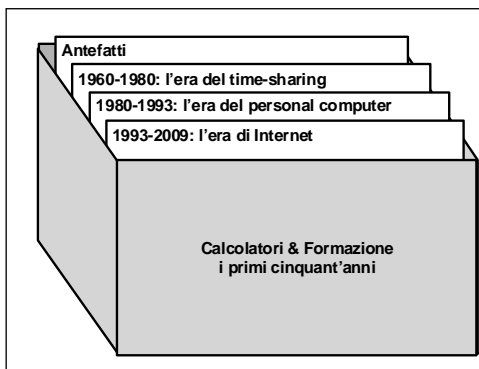 Antefatti
1960-1980: l'era del time-sharing
1980-1993: l'era del personal computer
1993-2009: l'era di Internet
Calcolatori & Formazione
i primi cinquant'anni